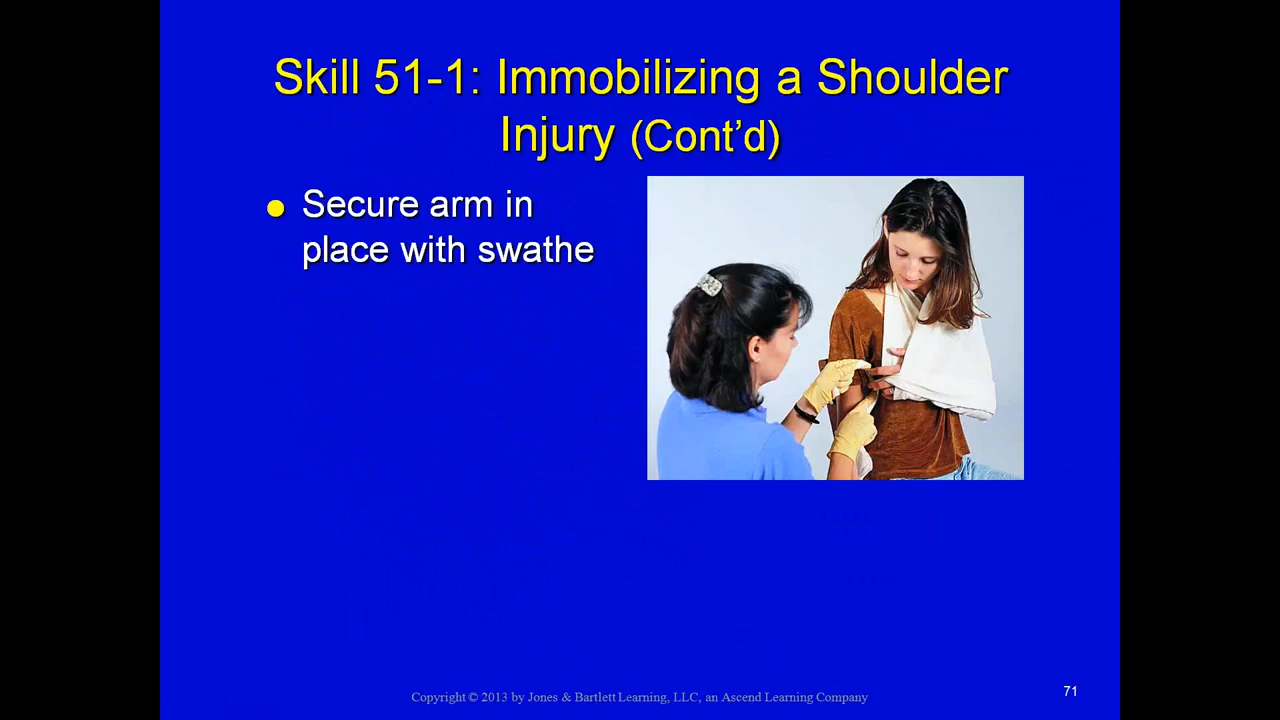 Skill 51-1: Immobilizing a Shoulder
Injury (Cont’d)
Secure arm in
place with swathe
Copyright © 2013 by Jones & Bartlett Learning, LLC, an Ascend Learning Company
71